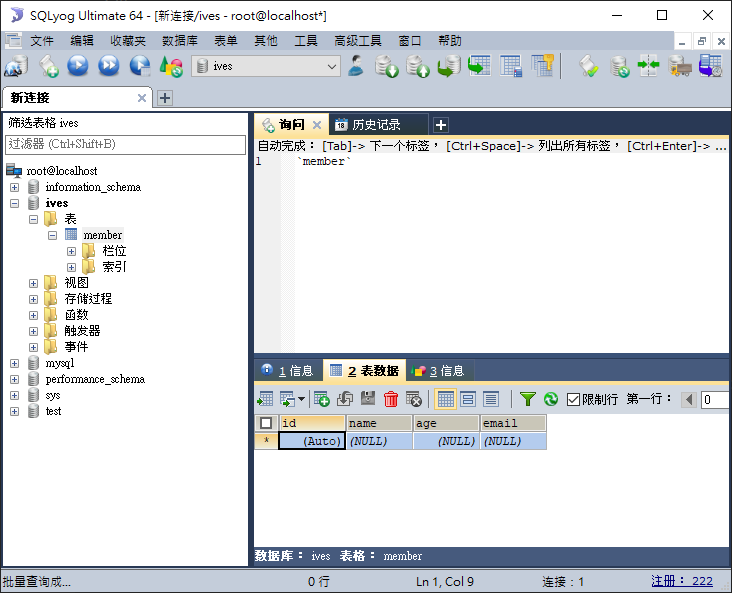 SQLyog Ultimate 64 - [新连接/ives - root@localhost*]
文件 编辑 收藏夹 数据库 表单 其他 工具 高级工具 窗口 帮助
ives
新连接
筛选表格 ives
过滤器 (Ctrl+Shift+B)
root@localhost
information_schema
ives
表
member
栏位
索引
视图
存储过程
函数
触发器
事件
mysql
performance_schema
sys
test
询问 18 历史记录
自动完成： [Tab]-> 下一个标签， [Ctrl+Space]-> 列出所有标签， [Ctrl+Enter]-> ...
1 `member`
1 信息 2 表数据 3 信息
限制行 第一行： 0
id name age email
* (Auto) (NULL) (NULL) (NULL)
数据库： ives 表格： member
批量查询成... 0 行 Ln 1, Col 9 连接：1 注册： 222